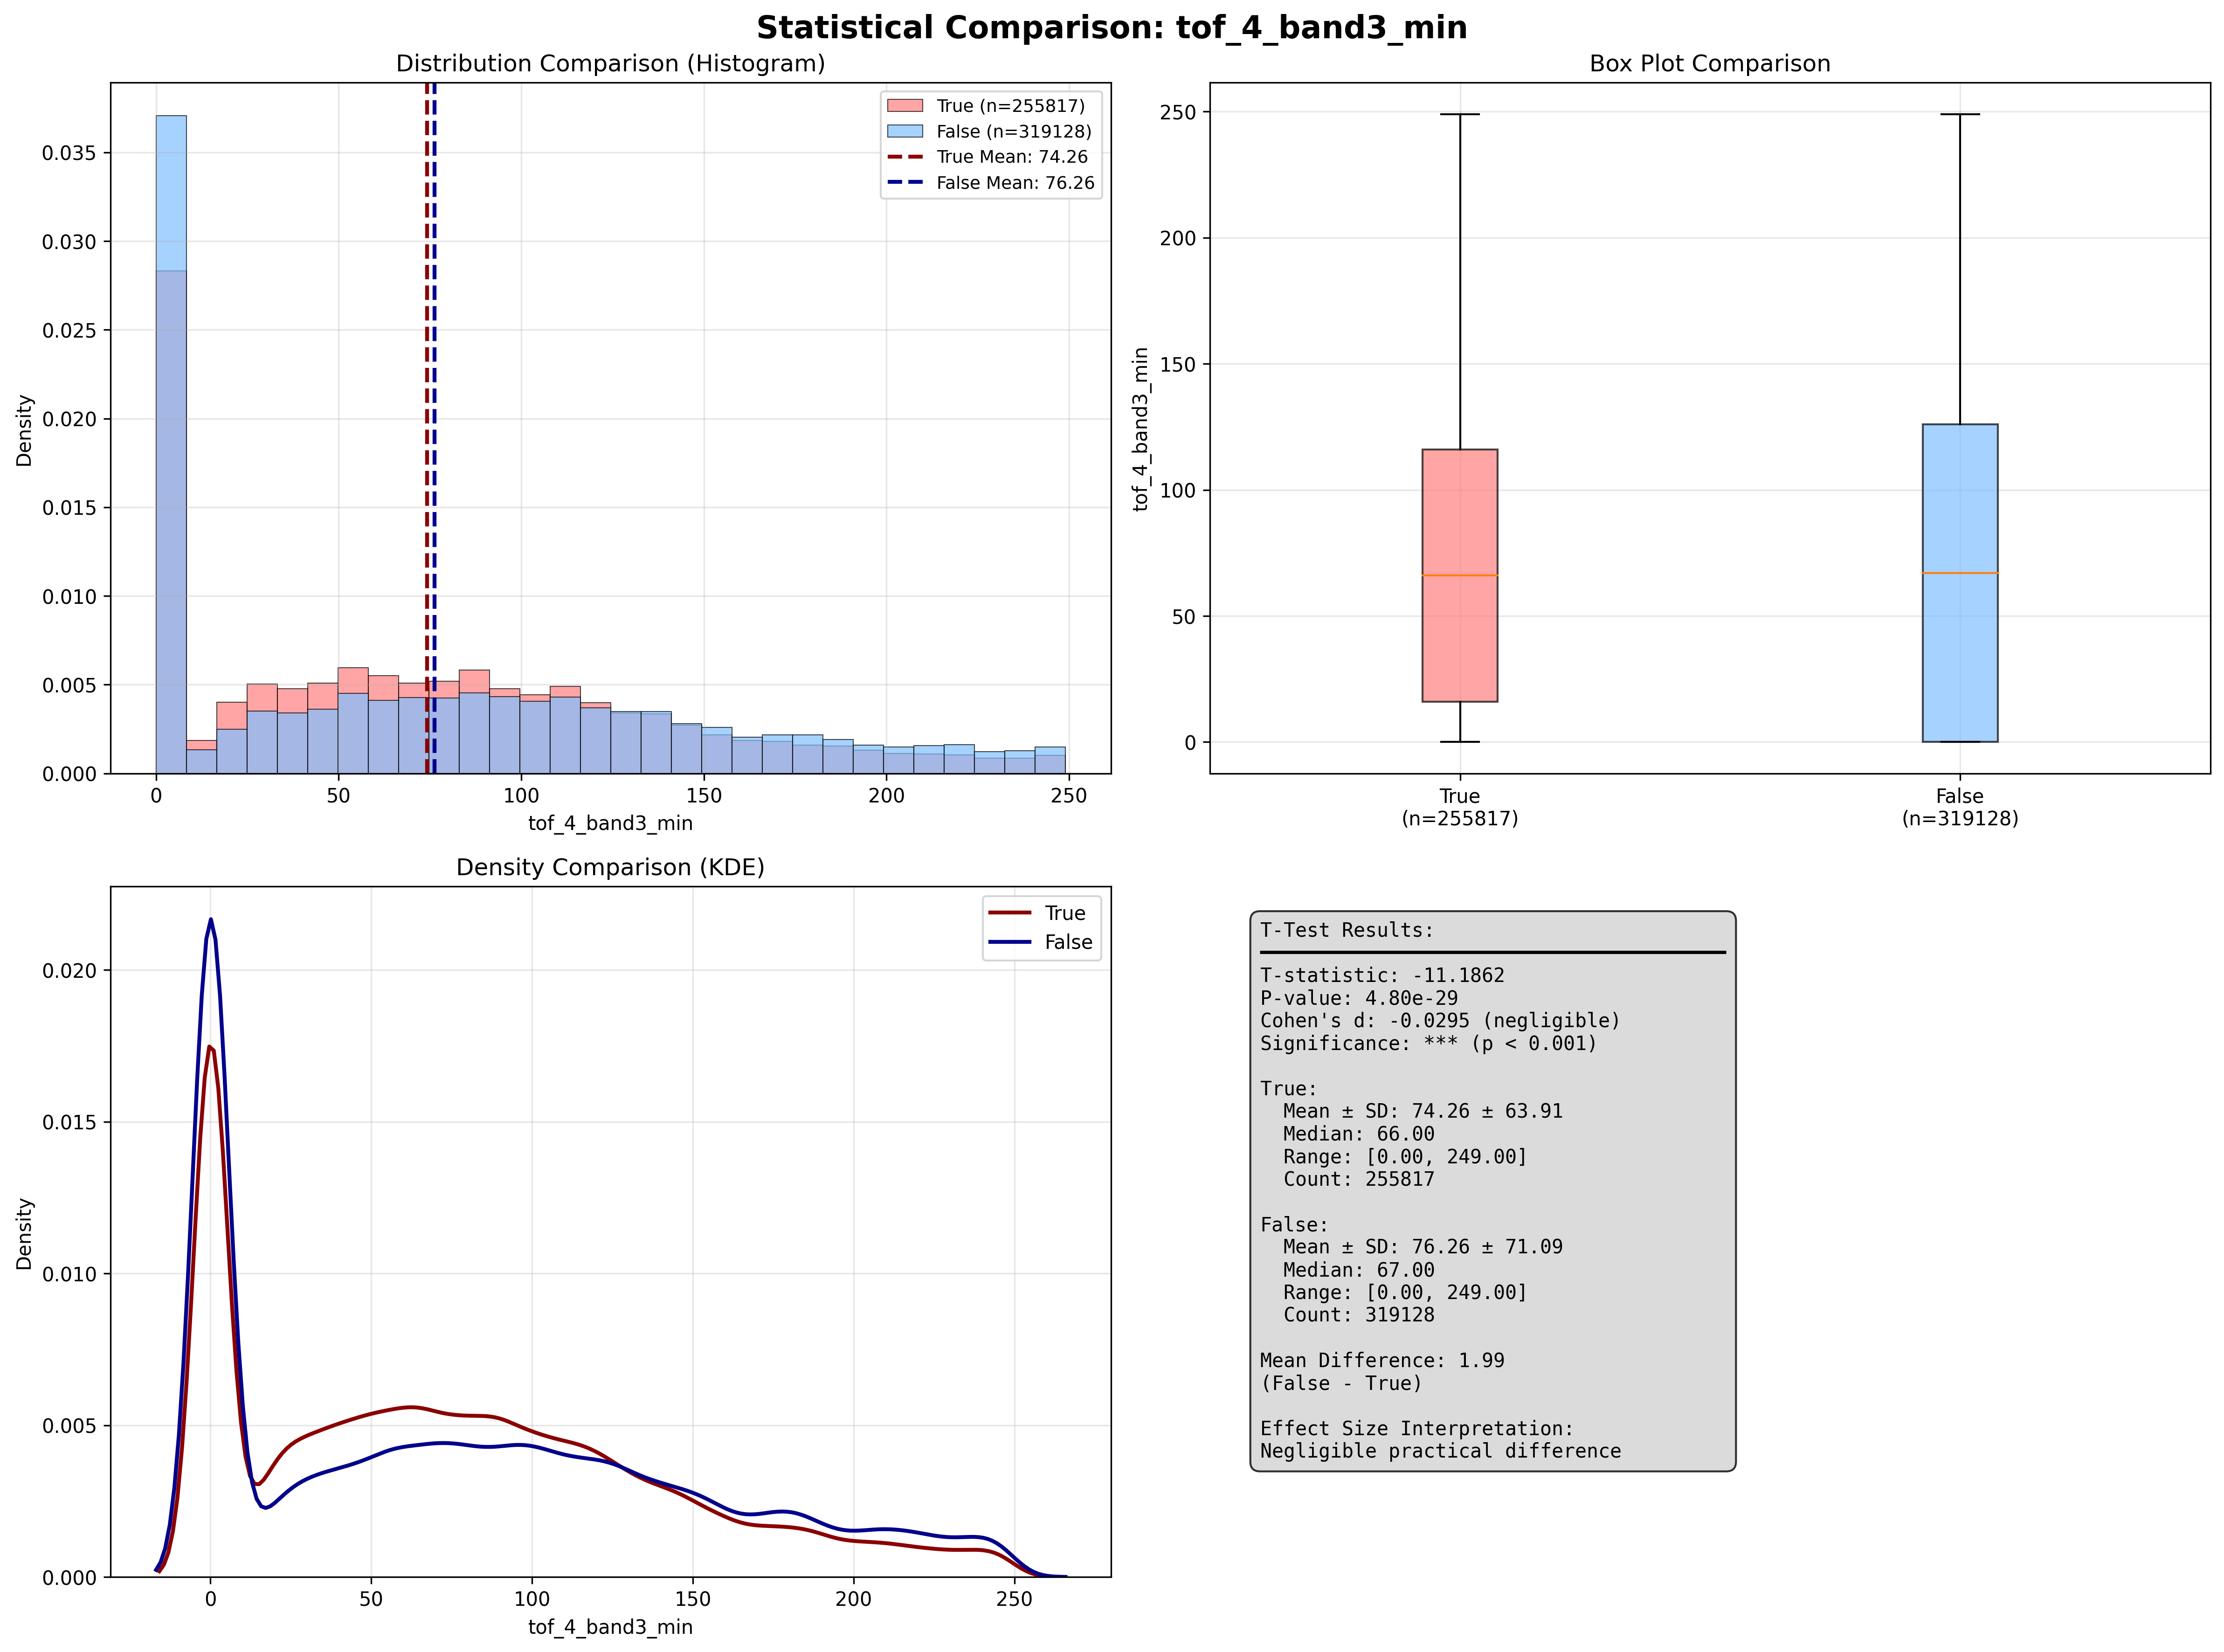 Statistical Comparison: tof_4_band3_min
Distribution Comparison (Histogram)
True (n=255817)
False (n=319128)
True Mean: 74.26
False Mean: 76.26
0.035
0.030
0.025
0.020
0.015
0.010
0.005
0.000
Density
0
50
100
150
200
250
tof_4_band3_min
Box Plot Comparison
250
200
150
100
50
0
tof_4_band3_min
True
(n=255817)
False
(n=319128)
Density Comparison (KDE)
True
False
0.020
0.015
0.010
0.005
0.000
Density
0
50
100
150
200
250
tof_4_band3_min
T-Test Results:
T-statistic: -11.1862
P-value: 4.80e-29
Cohen's d: -0.0295 (negligible)
Significance: *** (p < 0.001)
True:
Mean ± SD: 74.26 ± 63.91
Median: 66.00
Range: [0.00, 249.00]
Count: 255817
False:
Mean ± SD: 76.26 ± 71.09
Median: 67.00
Range: [0.00, 249.00]
Count: 319128
Mean Difference: 1.99
(False - True)
Effect Size Interpretation:
Negligible practical difference